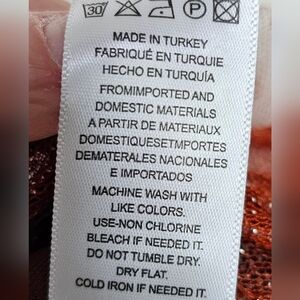 30
P
MADE IN TURKEY
FABRIQUÉ EN TURQUIE
HECHO EN TURQUÍA
FROMIMPORTED AND
DOMESTIC MATERIALS
A PARTIR DE MATERIAUX
DOMESTIQUESETMPORTES
DEMATERALES NACIONALES
E IMPORTADOS
MACHINE WASH WITH
LIKE COLORS.
USE-NON CHLORINE
BLEACH IF NEEDED IT.
DO NOT TUMBLE DRY.
DRY FLAT.
COLD IRON IF NEEDED IT.